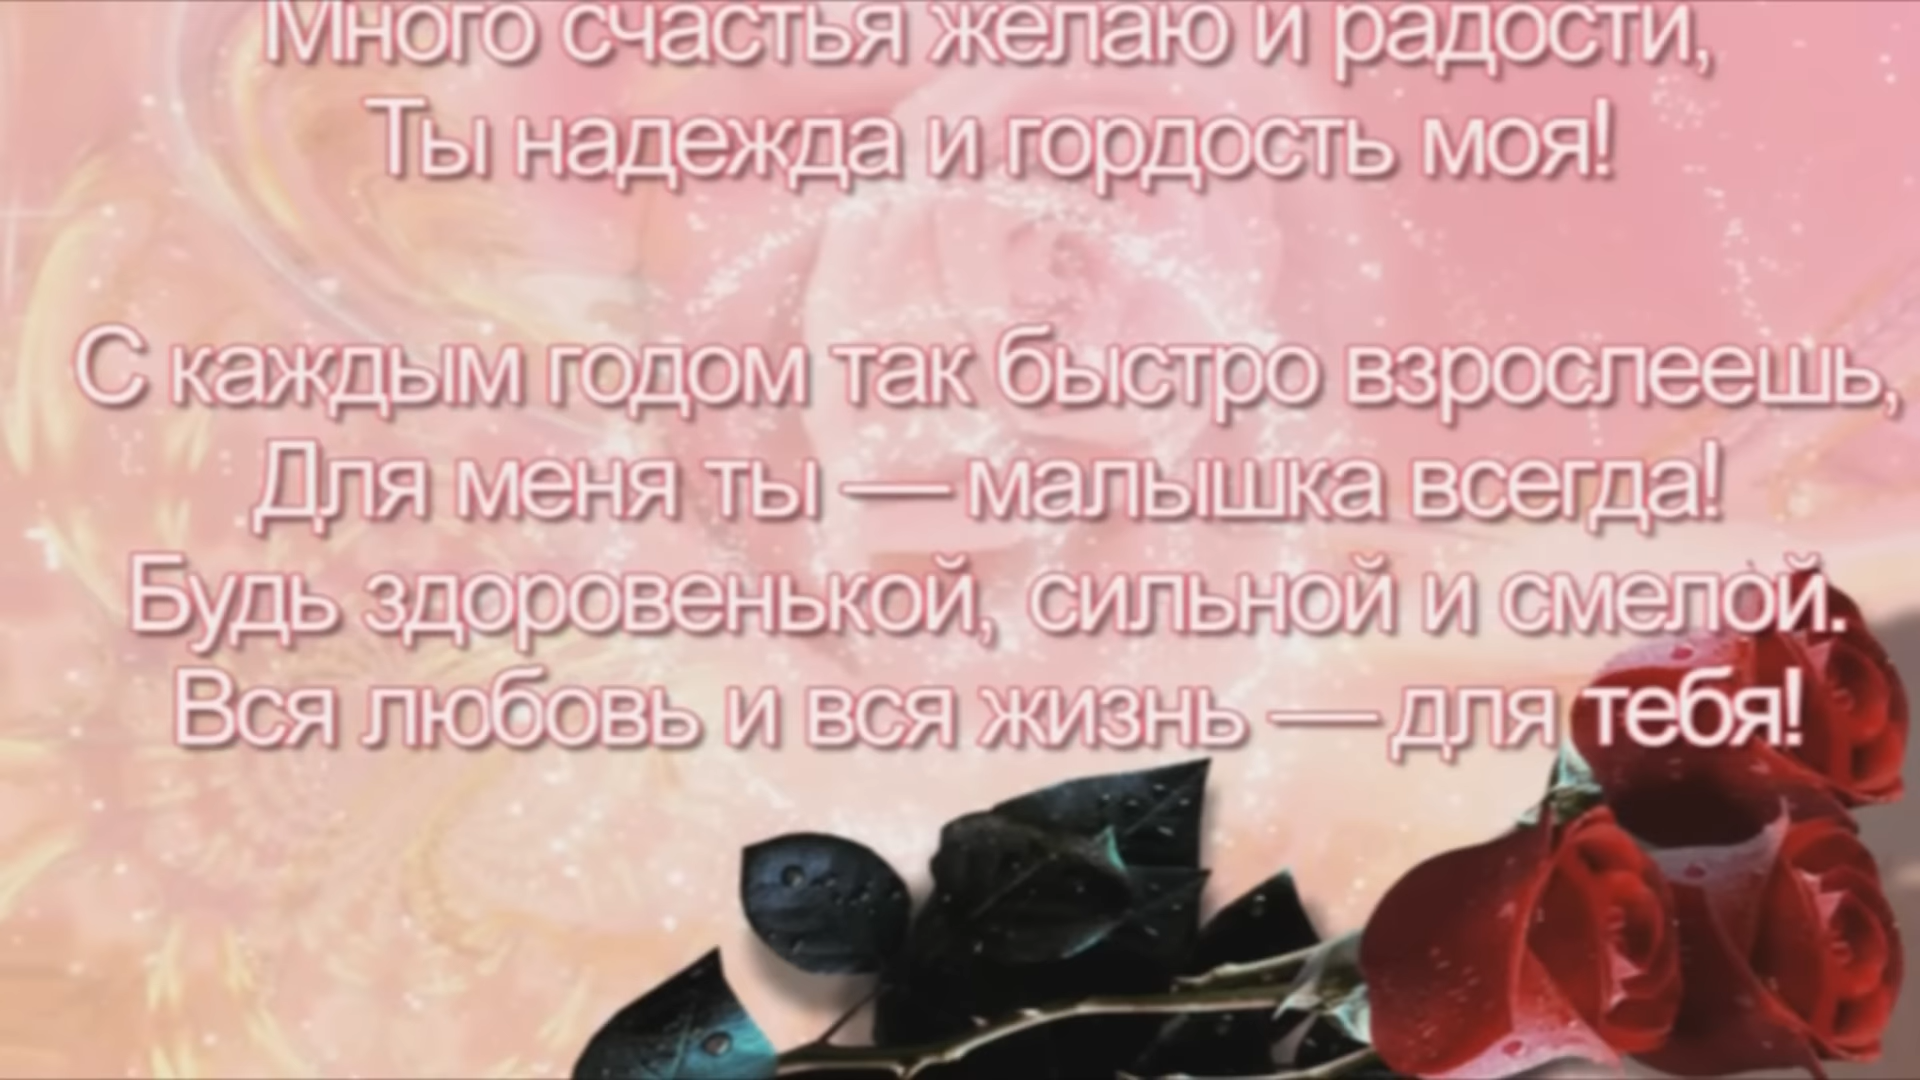 Много счастья желаю и радости,
Ты надежда и гордость моя!
С каждым годом так быстро взрослеешь,
Для меня ты — малышка всегда!
Будь здоровенькой, сильной и смелой.
Вся любовь и вся жизнь — для тебя!